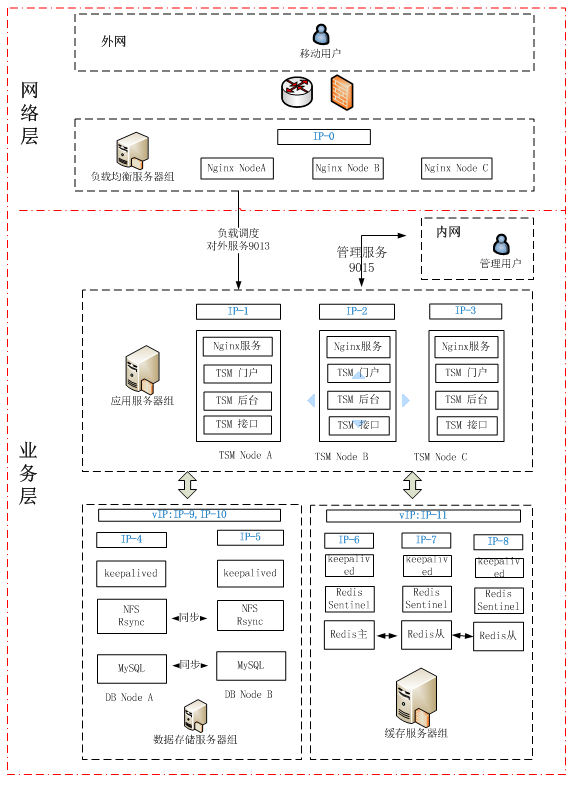 网络层
外网
移动用户
IP-0
负载均衡服务器组
Nginx NodeA
Nginx Node B
Nginx Node C
负载调度
对外服务9013
管理服务
9015
内网
管理用户
业务层
应用服务器组
IP-1
Nginx服务
TSM 门户
TSM 后台
TSM 接口
TSM Node A
IP-2
Nginx服务
TSM 门户
TSM 后台
TSM 接口
TSM Node B
IP-3
Nginx服务
TSM 门户
TSM 后台
TSM 接口
TSM Node C
vIP:IP-9,IP-10
IP-4
IP-5
keepalived
keepalived
NFS
Rsync
同步
NFS
Rsync
MySQL
同步
MySQL
DB Node A
DB Node B
数据存储服务器组
vIP:IP-11
IP-6
IP-7
IP-8
keepaliv
ed
keepaliv
ed
keepaliv
ed
Redis
Sentinel
Redis
Sentinel
Redis
Sentinel
Redis主
Redis从
Redis从
缓存服务器组